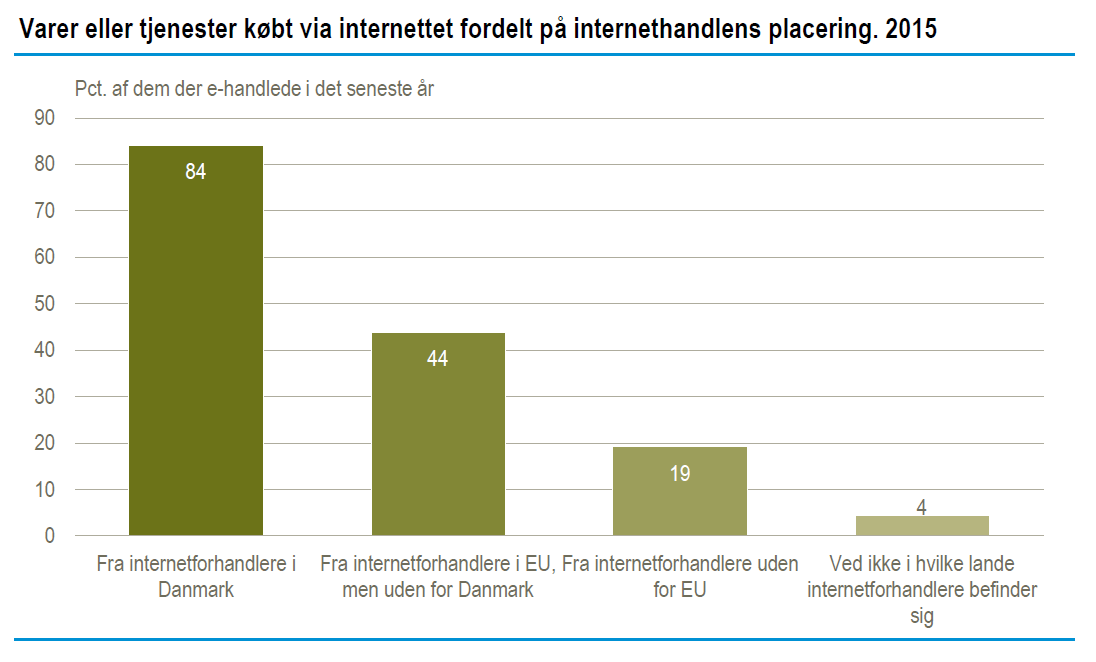 Varer eller tjenester købt via internettet fordelt på internethandlens placering. 2015
Pct. af dem der e-handlede i det seneste år
90
80
70
60
50
40
30
20
10
0
84
44
19
4
Fra internetforhandlere i
Danmark
Fra internetforhandlere i EU,
men uden for Danmark
Fra internetforhandlere uden
for EU
Ved ikke i hvilke lande
internetforhandlere befinder
sig